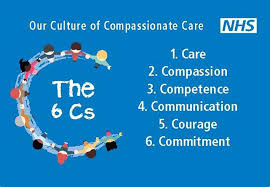 Our Culture of Compassionate Care
NHS
The
6 Cs
1. Care
2. Compassion
3. Competence
4. Communication
5. Courage
6. Commitment